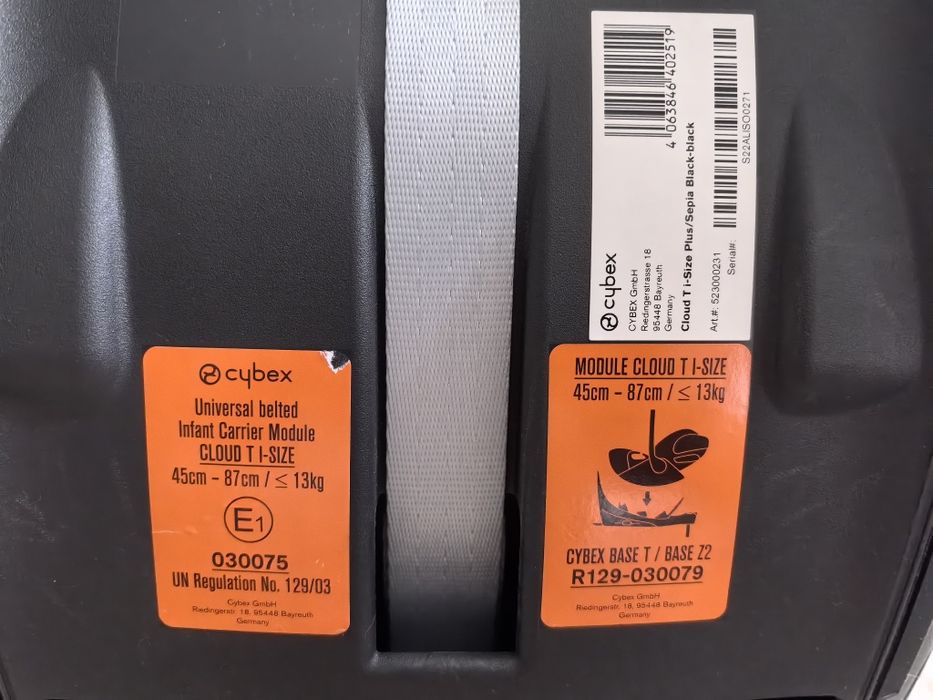 cybex
Universal belted
Infant Carrier Module
CLOUD T I-SIZE
45cm – 87cm / ≤ 13kg
E1
030075
UN Regulation No. 129/03
Cybex GmbH
Riedingerstr. 18, 95448 Bayreuth
Germany
4 063846 402519
cybex
CYBEX GmbH
Riedingerstrasse 18
95448 Bayreuth
Germany
Cloud T i-Size Plus/Sepia Black-black
Art.#: 523000231
Serial#:
S22ALISO0271
MODULE CLOUD T I-SIZE
45cm – 87cm / ≤ 13kg
CYBEX BASE T / BASE Z2
R129-030079
Cybex GmbH
Riedingerstr. 18, 95448 Bayreuth
Germany